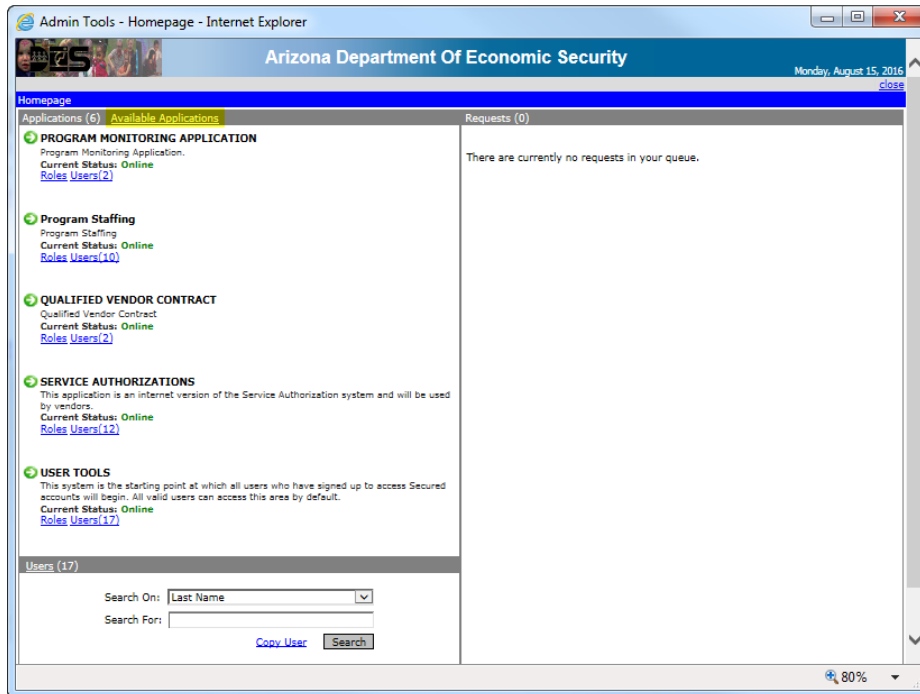 Admin Tools - Homepage - Internet Explorer
DES
Arizona Department Of Economic Security
Monday, August 15, 2016
close
Homepage
Applications (6) Available Applications
PROGRAM MONITORING APPLICATION
Program Monitoring Application.
Current Status: Online
Roles Users(2)
Program Staffing
Program Staffing
Current Status: Online
Roles Users(10)
QUALIFIED VENDOR CONTRACT
Qualified Vendor Contract
Current Status: Online
Roles Users(2)
SERVICE AUTHORIZATIONS
This application is an internet version of the Service Authorization system and will be used
by vendors.
Current Status: Online
Roles Users(12)
USER TOOLS
This system is the starting point at which all users who have signed up to access Secured
accounts will begin. All valid users can access this area by default.
Current Status: Online
Roles Users(17)
Users (17)
Search On: Last Name
Search For:
Copy User Search
Requests (0)
There are currently no requests in your queue.
80%